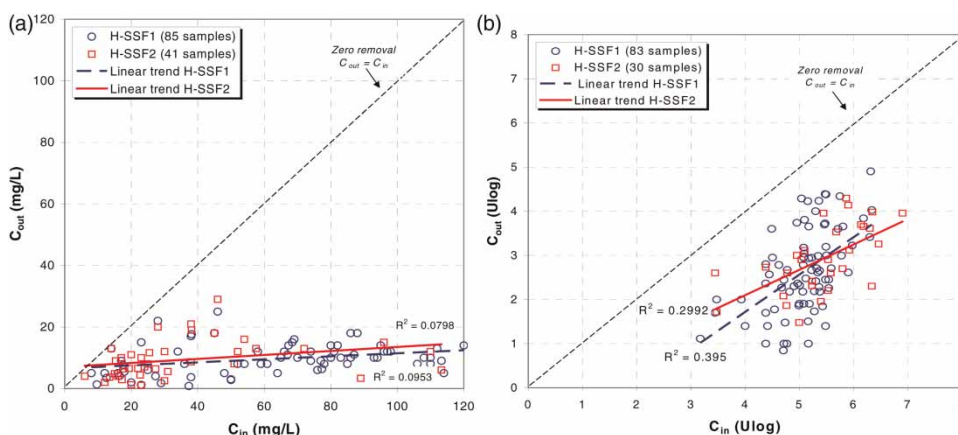 (a)
120
100
80
60
40
20
0
C_out (mg/L)
H-SSF1 (85 samples)
H-SSF2 (41 samples)
Linear trend H-SSF1
Linear trend H-SSF2
Zero removal
C_out = C_in
R² = 0.0798
R² = 0.0953
0 20 40 60 80 100 120
C_in (mg/L)
(b)
8
7
6
5
4
3
2
1
0
C_out (Ulog)
H-SSF1 (83 samples)
H-SSF2 (30 samples)
Linear trend H-SSF1
Linear trend H-SSF2
Zero removal
C_out = C_in
R² = 0.2992
R² = 0.395
0 1 2 3 4 5 6 7
C_in (Ulog)